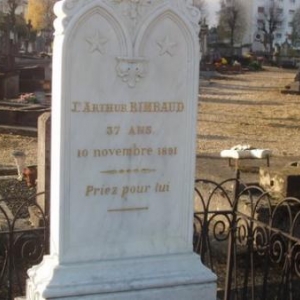 J. ARTHUR RIMBAUD
37 ANS.
10 novembre 1891
Priez pour lui